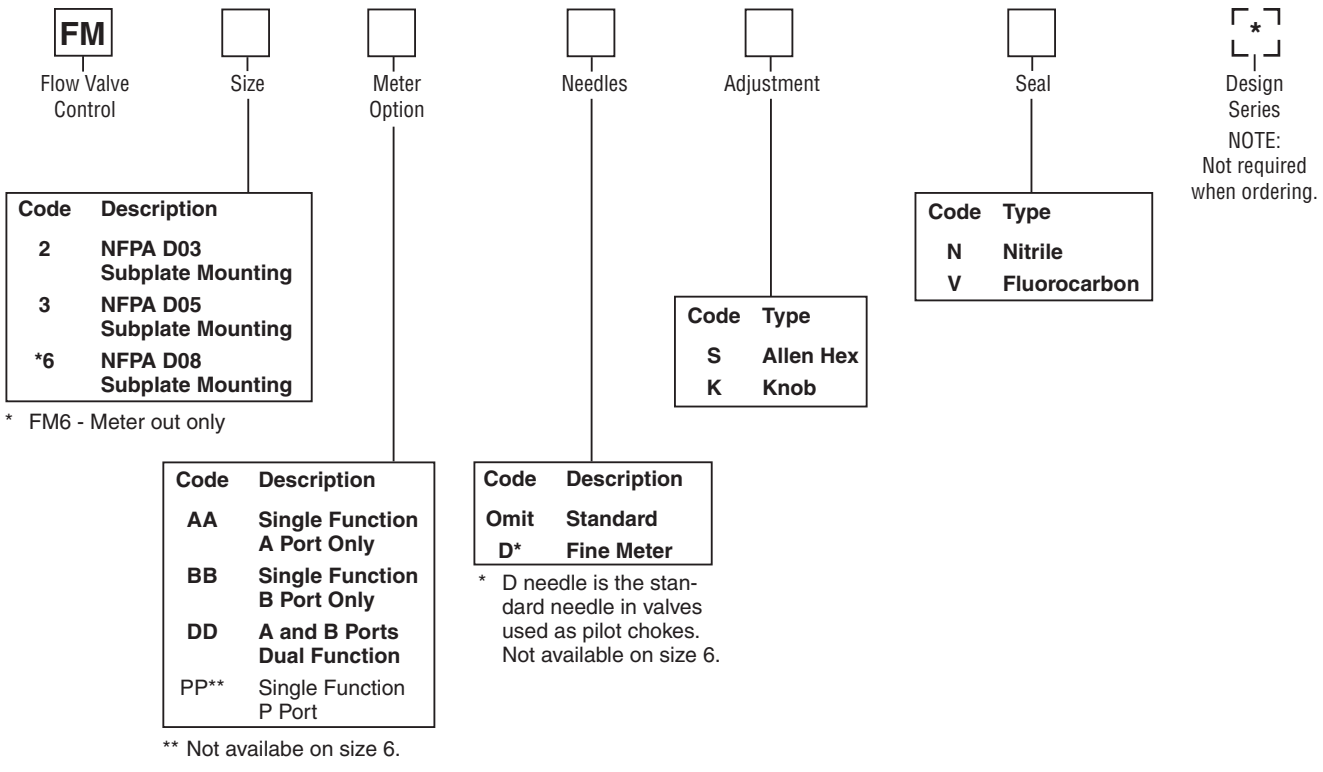 FM
*
Flow Valve
Control
Size
Meter
Option
Needles
Adjustment
Seal
Design
Series
NOTE:
Not required
when ordering.
Code Description
2 NFPA D03
Subplate Mounting
3 NFPA D05
Subplate Mounting
*6 NFPA D08
Subplate Mounting
* FM6 - Meter out only
Code Description
AA Single Function
A Port Only
BB Single Function
B Port Only
DD A and B Ports
Dual Function
PP** Single Function
P Port
** Not availabe on size 6.
Code Description
Omit Standard
D* Fine Meter
* D needle is the stan-
dard needle in valves
used as pilot chokes.
Not available on size 6.
Code Type
S Allen Hex
K Knob
Code Type
N Nitrile
V Fluorocarbon